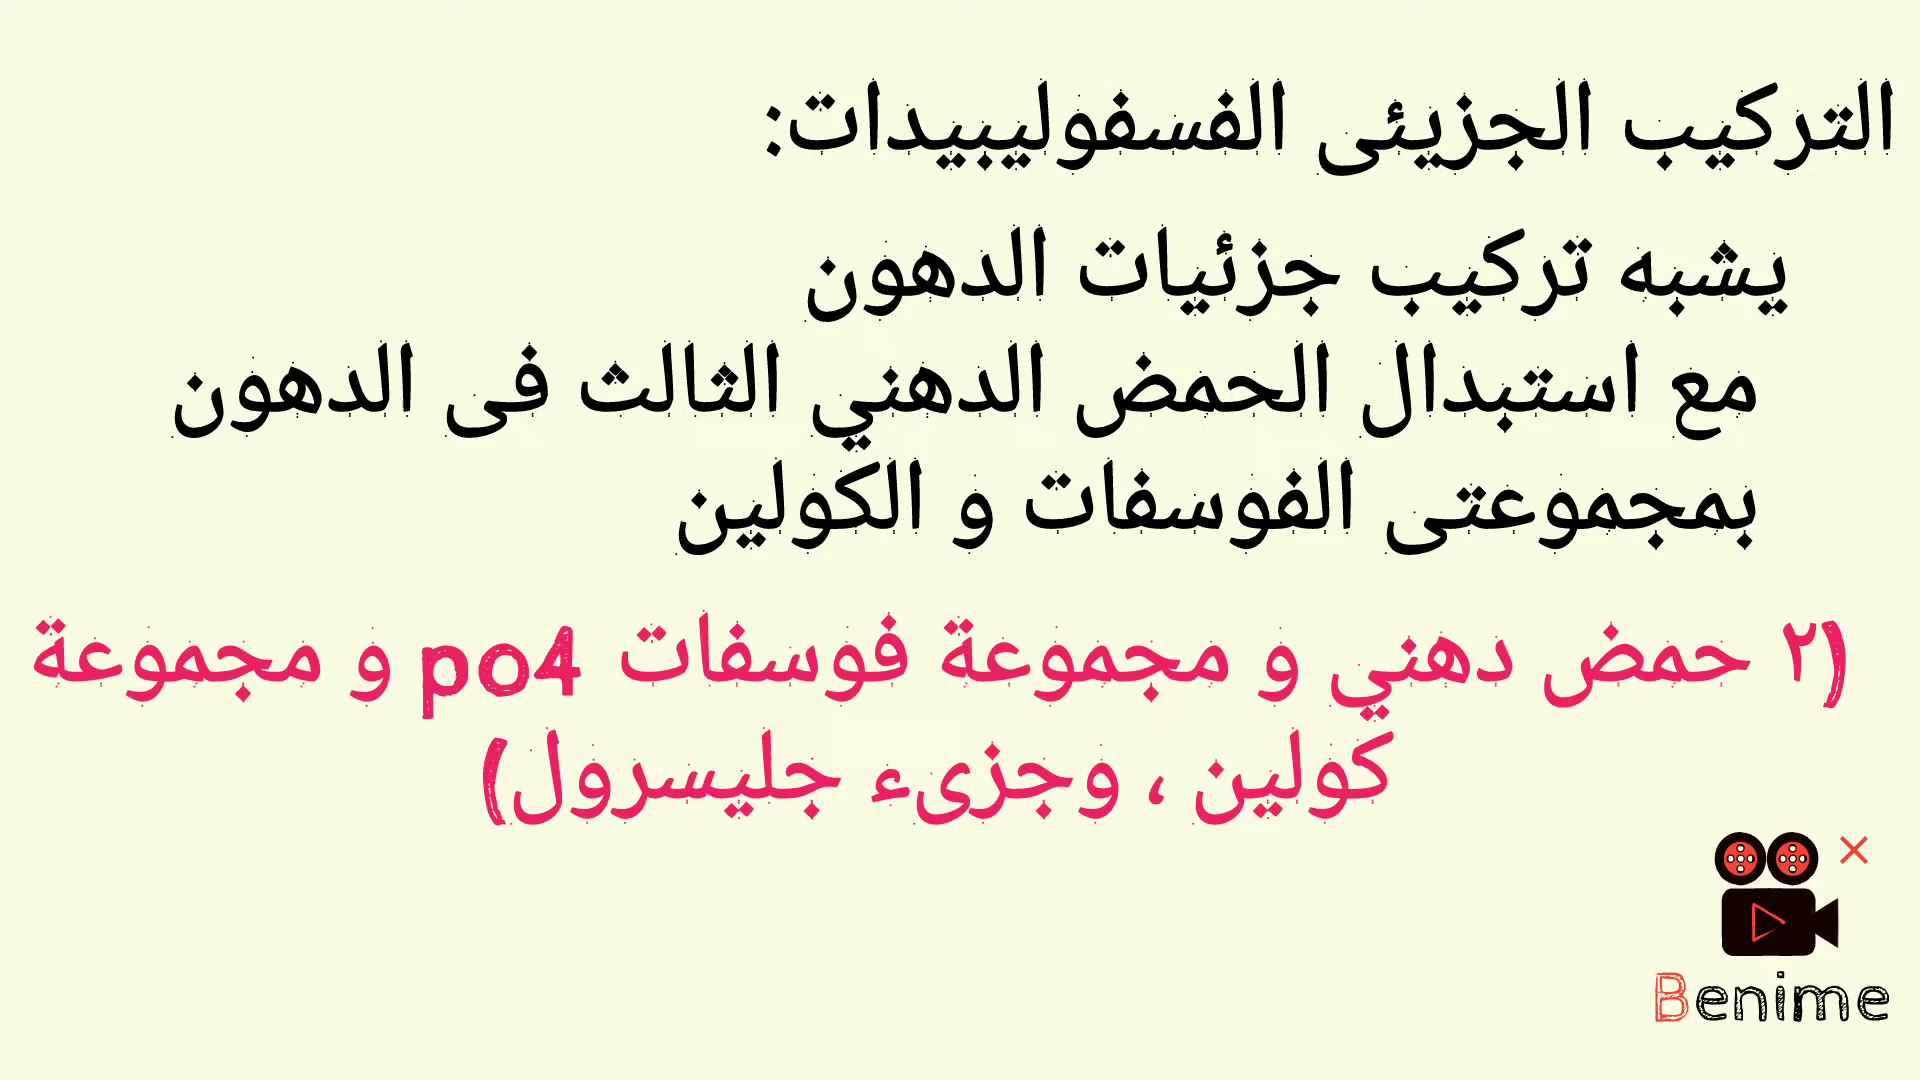 التركيب الجزيئى الفسفوليبيدات:
يشبه تركيب جزئيات الدهون
مع استبدال الحمض الدهني الثالث فى الدهون
بمجموعتى الفوسفات و الكولين
(٢ حمض دهني و مجموعة فوسفات po4 و مجموعة
كولين ، وجزىء جليسرول)
Benime